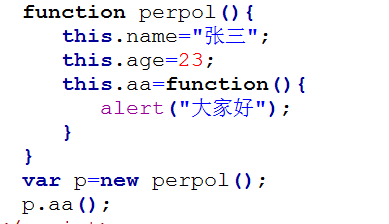 function perpol(){
this.name="张三";
this.age=23;
this.aa=function(){
alert("大家好");
}
}
var p=new perpol();
p.aa();